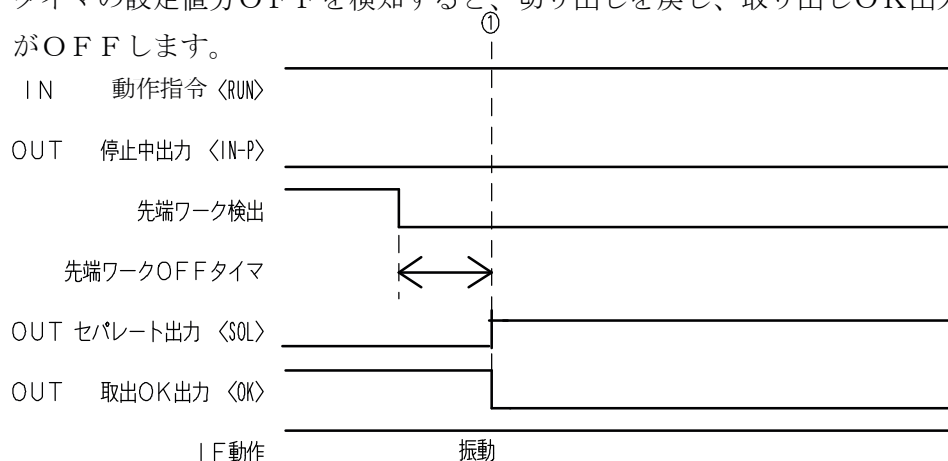 タイマの設定値分OFFを検知すると、切り出しを戻し、取り出しOK出力
①
がOFFします。
IN 動作指令〈RUN〉
OUT 停止中出力〈IN-P〉
先端ワーク検出
先端ワークOFFタイマ
OUT セパレート出力〈SOL〉
OUT 取出OK出力〈OK〉
IF動作 振動